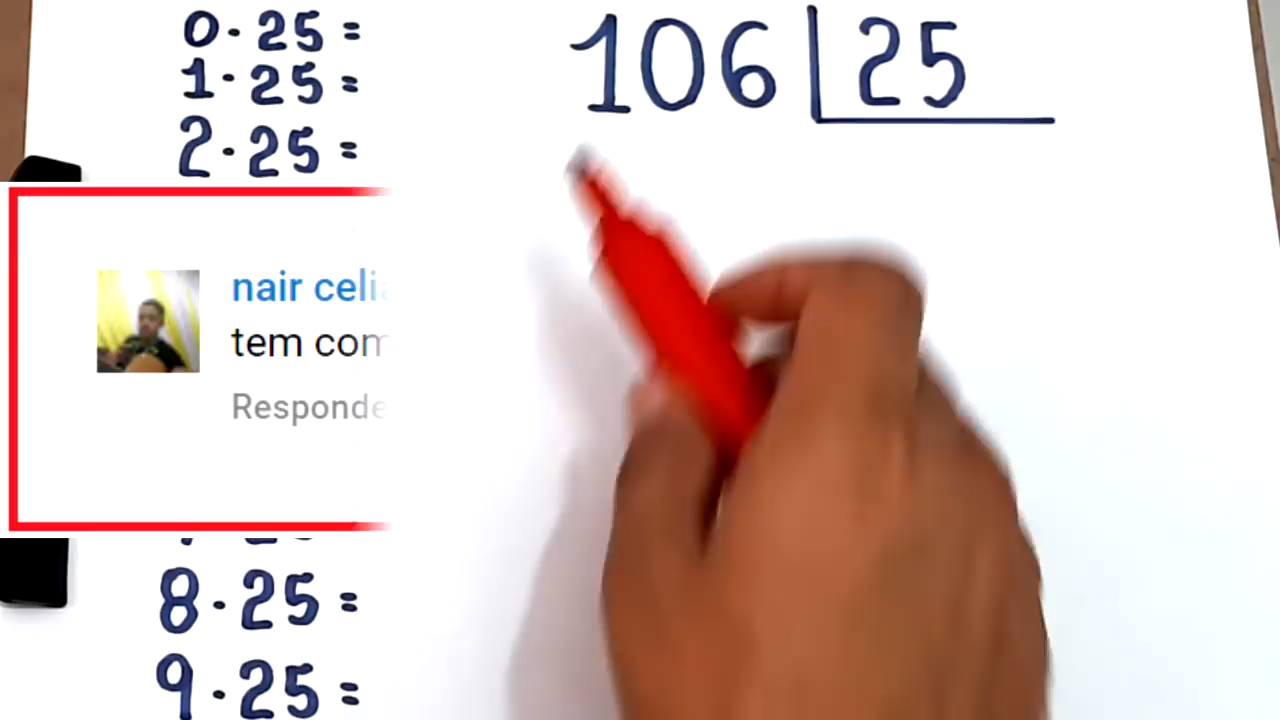 0·25=
1·25=
2·25=
106 25
nair celi
tem com
Responde
8·25=
9·25=